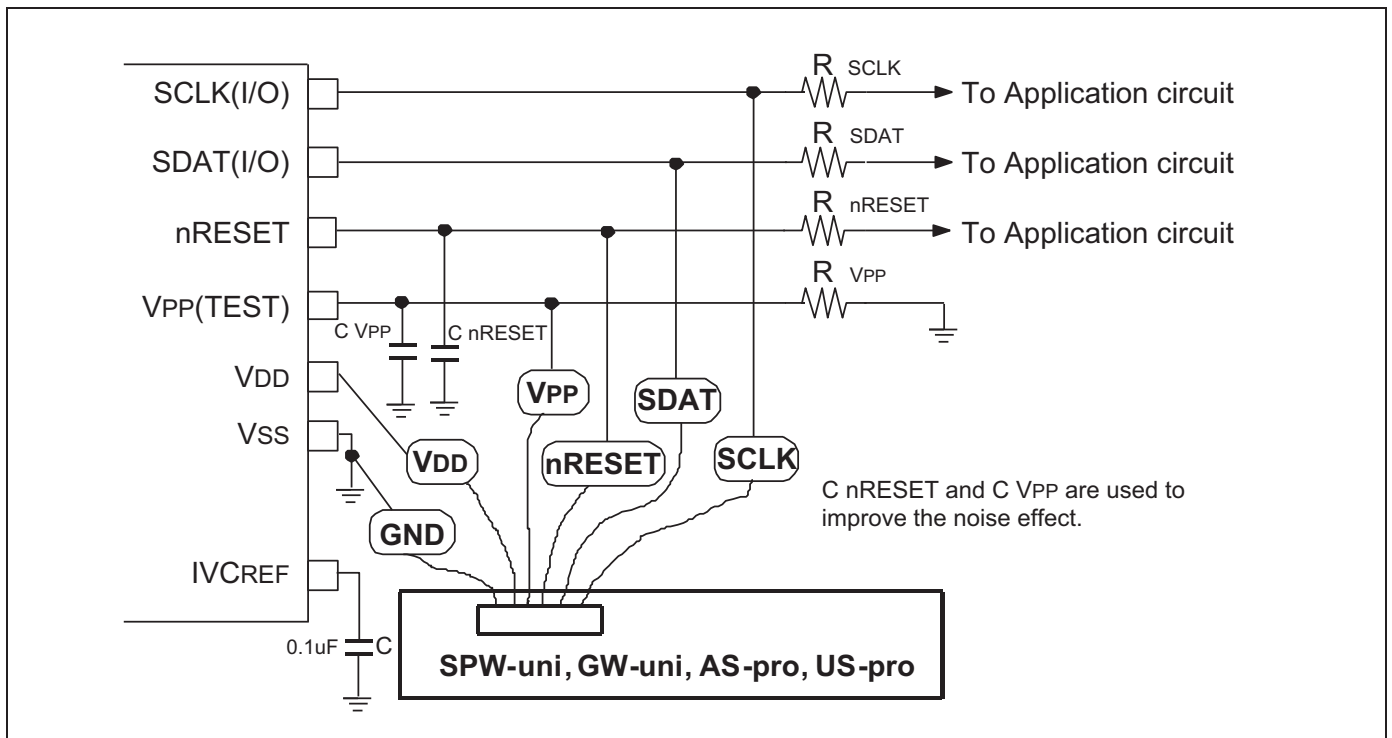 R SCLK
SCLK(I/O)
To Application circuit
R SDAT
SDAT(I/O)
To Application circuit
R nRESET
nRESET
To Application circuit
R VPP
VPP(TEST)
C VPP
C nRESET
VDD
VPP
SDAT
VSS
VDD
nRESET
SCLK
C nRESET and C VPP are used to
improve the noise effect.
GND
IVCREF
0.1uF
C
SPW-uni, GW-uni, AS-pro, US-pro